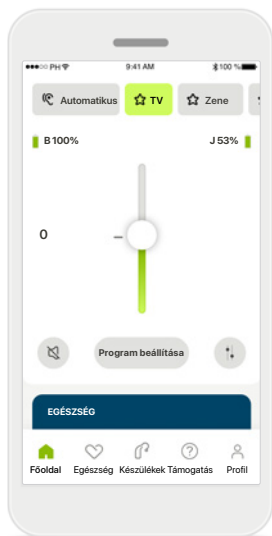 PH 9:41 AM 100 %
Automatikus TV Zene
B 100% J 53%
0
Program beállítása
EGÉSZSÉG
Főoldal Egészség Készülékek Támogatás Profil